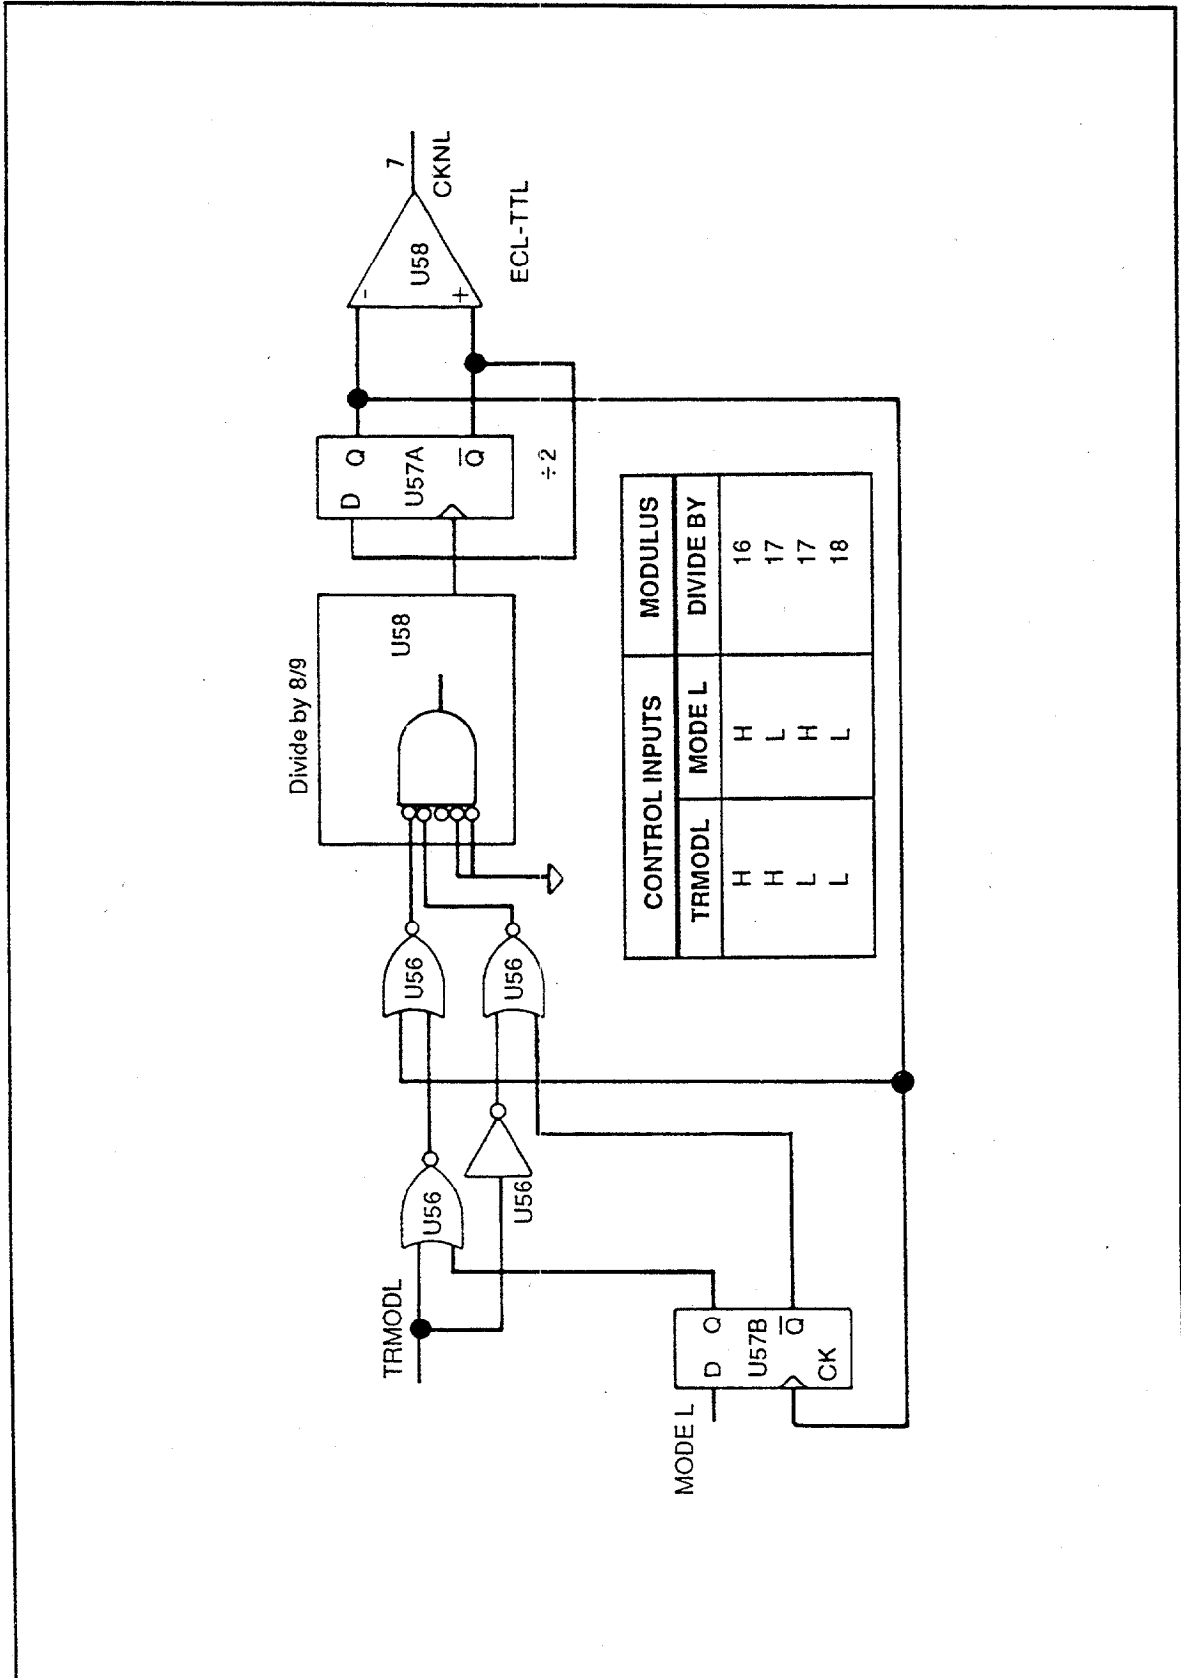 Divide by 8/9
U58
D
Q
U57A
Q
÷2
-
+
U58
7
CKNL
ECL-TTL
TRMODL
U56
U56
U56
U56
MODE L
D
Q
U57B
Q
CK
CONTROL INPUTS MODULUS
TRMODL MODE L DIVIDE BY
H H 16
H L 17
L H 17
L L 18